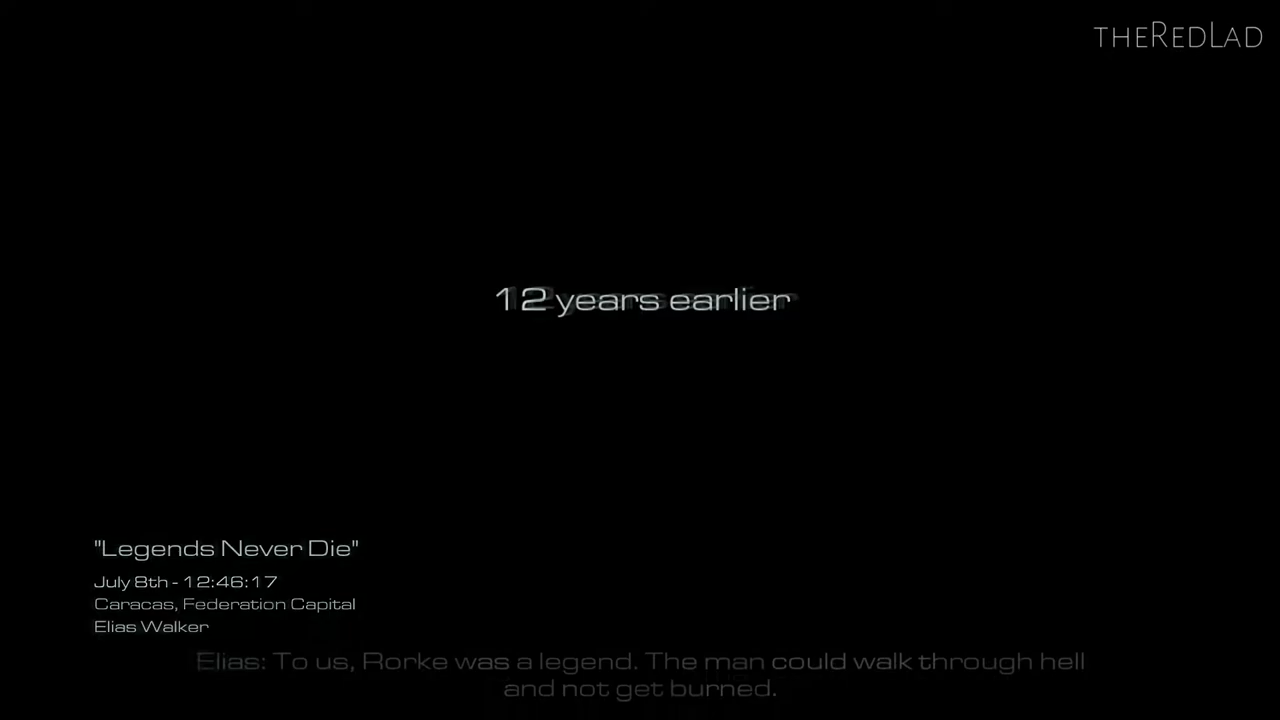 THEREDLAD
12 years earlier
"Legends Never Die"
July 8th - 12:46:17
Caracas, Federation Capital
Elias Walker
Elias: To us, Rorke was a legend. The man could walk through hell
and not get burned.